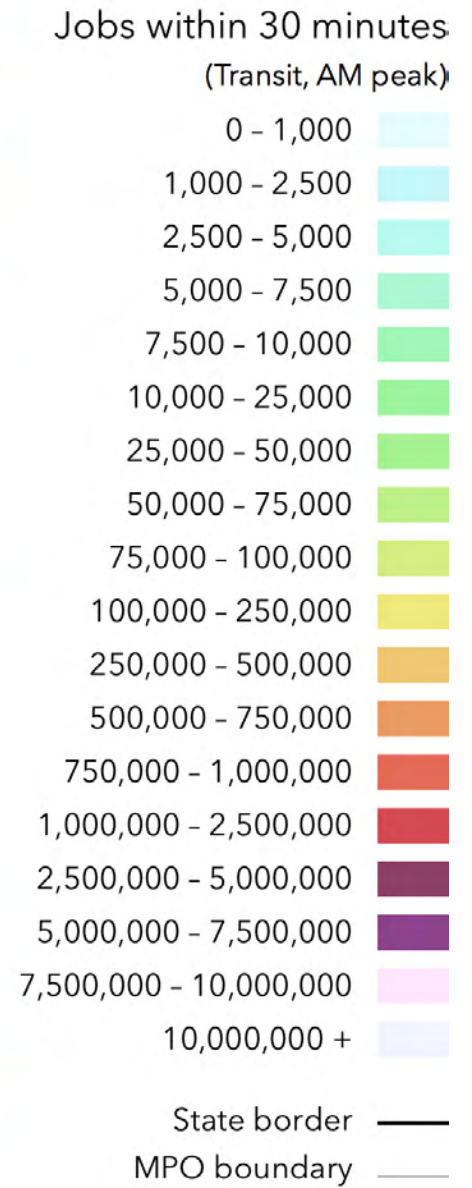 Jobs within 30 minutes
(Transit, AM peak)
0 – 1,000
1,000 – 2,500
2,500 – 5,000
5,000 – 7,500
7,500 – 10,000
10,000 – 25,000
25,000 – 50,000
50,000 – 75,000
75,000 – 100,000
100,000 – 250,000
250,000 – 500,000
500,000 – 750,000
750,000 – 1,000,000
1,000,000 – 2,500,000
2,500,000 – 5,000,000
5,000,000 – 7,500,000
7,500,000 – 10,000,000
10,000,000 +
State border
MPO boundary